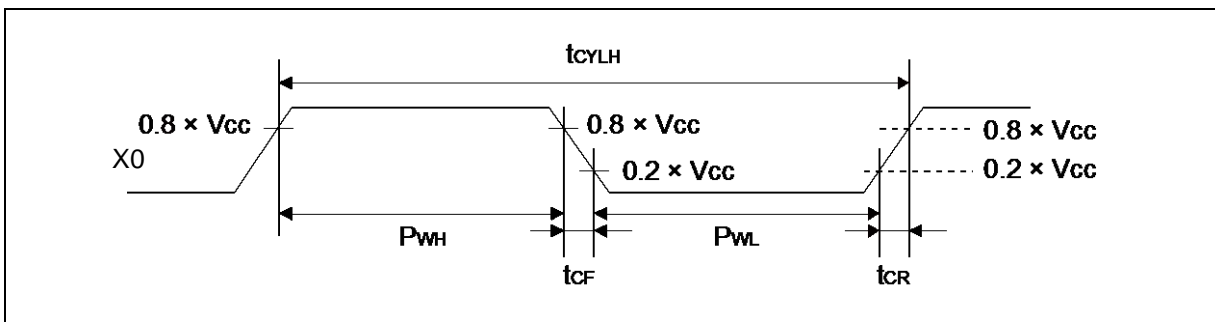 tCYLH
0.8 × VCC
0.8 × VCC
0.8 × VCC
X0
0.2 × VCC
0.2 × VCC
PWH
PWL
tCF
tCR